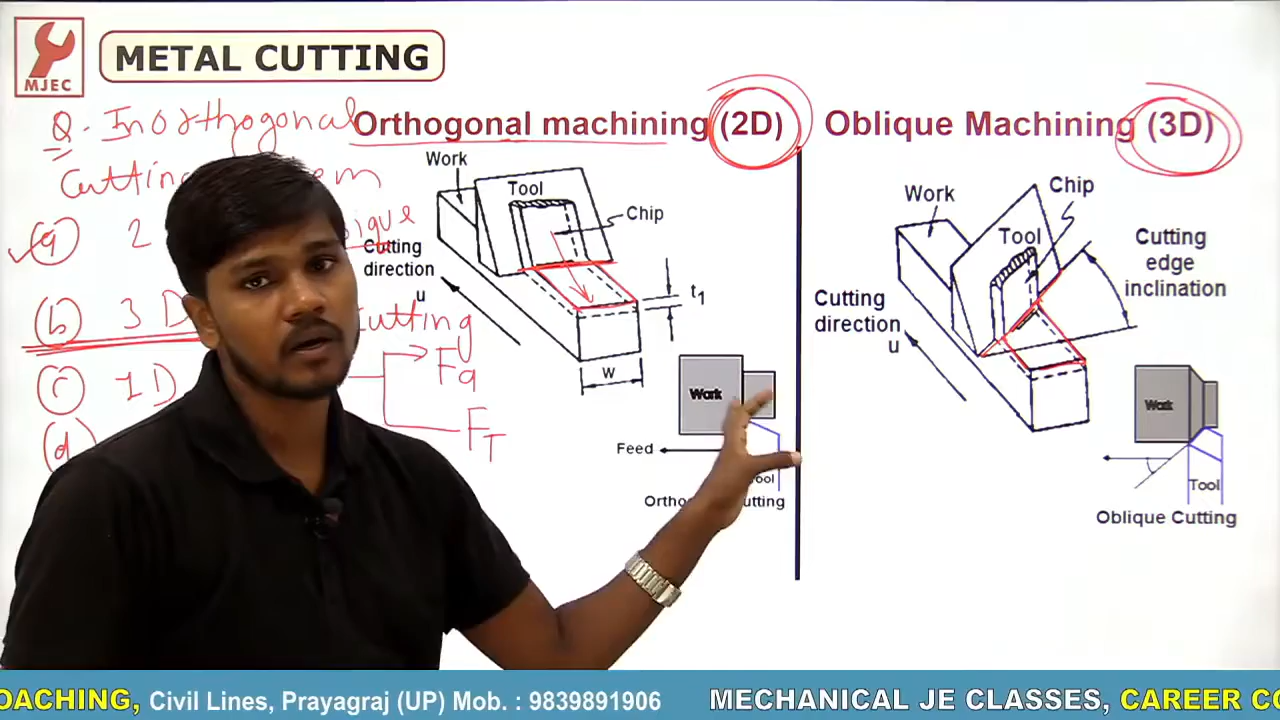 MJEC
METAL CUTTING
Q. In Orthogonal
Cutting
(a) 2
(b) 3 D
Cutting
(c) 1 D
(d)
Fa
FT
Orthogonal machining (2D)
Work
Tool
Chip
Cutting
direction
u
t1
w
Work
Feed
Oblique Machining (3D)
Work
Chip
Tool
Cutting
edge
inclination
Cutting
direction
u
Work
Tool
Oblique Cutting
OACHING, Civil Lines, Prayagraj (UP) Mob. : 9839891906 MECHANICAL JE CLASSES, CAREER CO